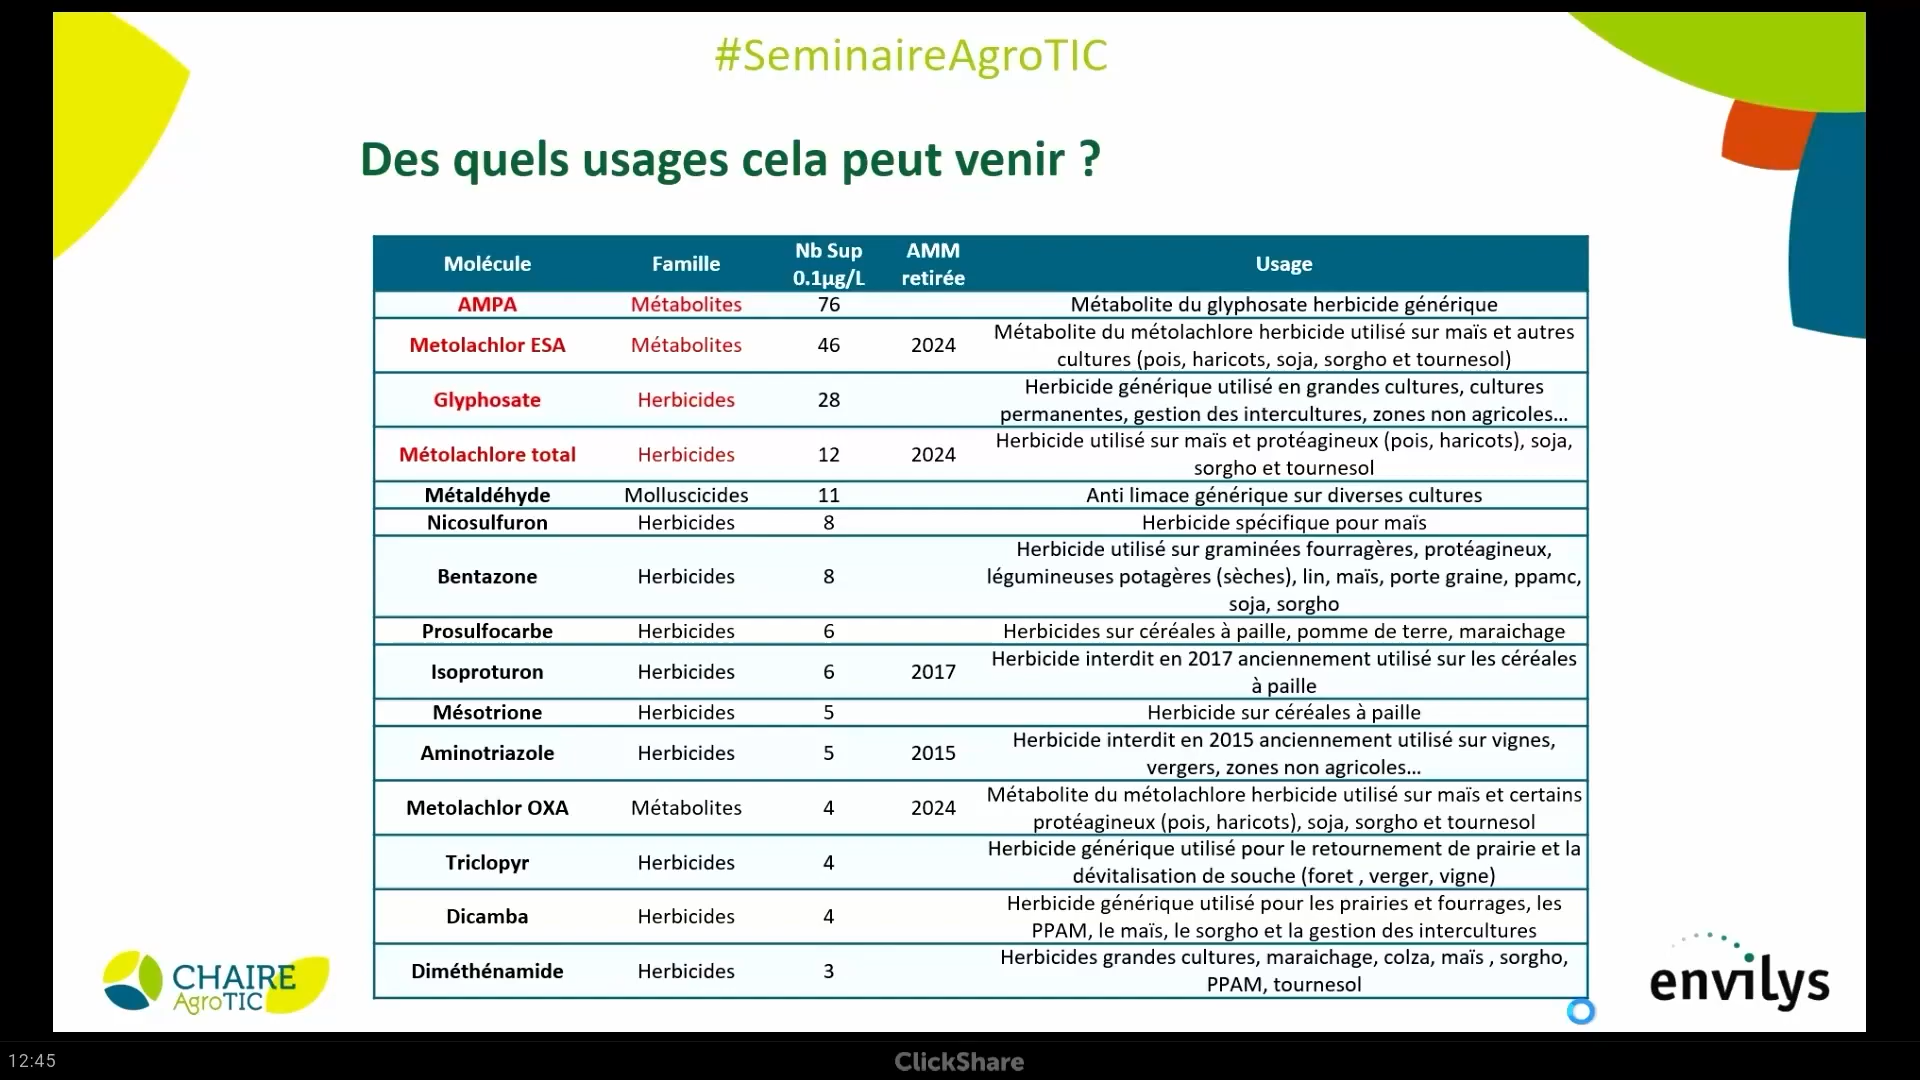 #SeminaireAgroTIC
Des quels usages cela peut venir ?
Molécule Famille Nb Sup 0.1µg/L AMM retirée Usage
AMPA Métabolites 76 Métabolite du glyphosate herbicide générique
Metolachlor ESA Métabolites 46 2024 Métabolite du métolachlore herbicide utilisé sur maïs et autres
cultures (pois, haricots, soja, sorgho et tournesol)
Glyphosate Herbicides 28 Herbicide générique utilisé en grandes cultures, cultures
permanentes, gestion des intercultures, zones non agricoles...
Métolachlore total Herbicides 12 2024 Herbicide utilisé sur maïs et protéagineux (pois, haricots), soja,
sorgho et tournesol
Métaldéhyde Molluscicides 11 Anti limace générique sur diverses cultures
Nicosulfuron Herbicides 8 Herbicide spécifique pour maïs
Bentazone Herbicides 8 Herbicide utilisé sur graminées fourragères, protéagineux,
légumineuses potagères (sèches), lin, maïs, porte graine, ppamc,
soja, sorgho
Prosulfocarbe Herbicides 6 Herbicides sur céréales à paille, pomme de terre, maraichage
Isoproturon Herbicides 6 2017 Herbicide interdit en 2017 anciennement utilisé sur les céréales
à paille
Mésotrione Herbicides 5 Herbicide sur céréales à paille
Aminotriazole Herbicides 5 2015 Herbicide interdit en 2015 anciennement utilisé sur vignes,
vergers, zones non agricoles...
Metolachlor OXA Métabolites 4 2024 Métabolite du métolachlore herbicide utilisé sur maïs et certains
protéagineux (pois, haricots), soja, sorgho et tournesol
Triclopyr Herbicides 4 Herbicide générique utilisé pour le retournement de prairie et la
dévitalisation de souche (foret , verger, vigne)
Dicamba Herbicides 4 Herbicide générique utilisé pour les prairies et fourrages, les
PPAM, le maïs, le sorgho et la gestion des intercultures
Diméthénamide Herbicides 3 Herbicides grandes cultures, maraichage, colza, maïs , sorgho,
PPAM, tournesol
CHAIRE
AgroTIC
envilys
12:45
ClickShare